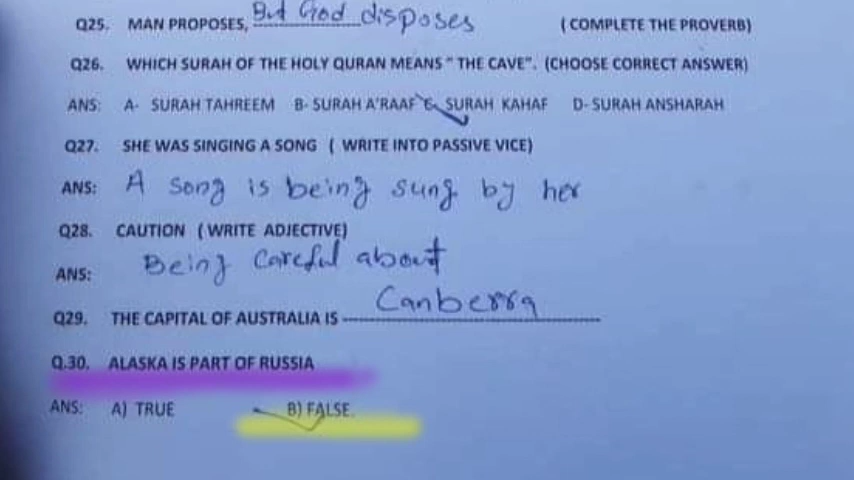 Q25. MAN PROPOSES, But God disposes (COMPLETE THE PROVERB)
Q26. WHICH SURAH OF THE HOLY QURAN MEANS " THE CAVE". (CHOOSE CORRECT ANSWER)
ANS: A- SURAH TAHREEM B- SURAH A'RAAF C- SURAH KAHAF D- SURAH ANSHARAH
Q27. SHE WAS SINGING A SONG ( WRITE INTO PASSIVE VICE)
ANS: A song is being sung by her
Q28. CAUTION ( WRITE ADJECTIVE)
ANS: Being careful about
Q29. THE CAPITAL OF AUSTRALIA IS Canberra
Q.30. ALASKA IS PART OF RUSSIA
ANS: A) TRUE B) FALSE.